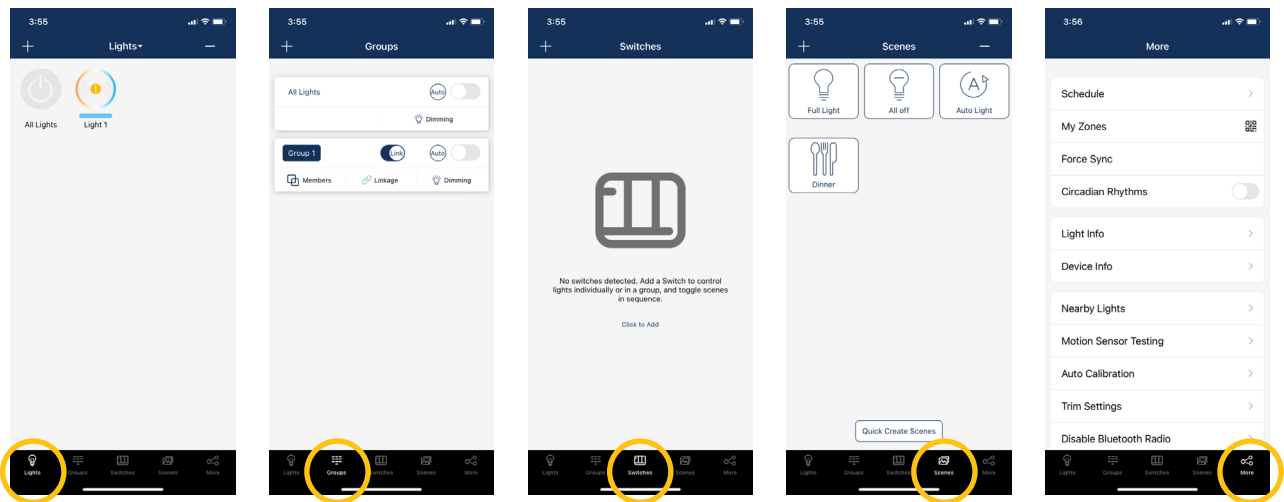 3:55
Lights
All Lights
Light 1
Lights
Groups
Switches
Scenes
More
3:55
Groups
All Lights
Auto
Dimming
Group 1
Link
Auto
Members
Linkage
Dimming
Lights
Groups
Switches
Scenes
More
3:55
Switches
No switches detected. Add a Switch to control
lights individually or in a group, and toggle scenes
in sequence.
Click to Add
Lights
Groups
Switches
Scenes
More
3:55
Scenes
Full Light
All off
A
Auto Light
Dinner
Quick Create Scenes
Lights
Groups
Switches
Scenes
More
3:56
More
Schedule
My Zones
Force Sync
Circadian Rhythms
Light Info
Device Info
Nearby Lights
Motion Sensor Testing
Auto Calibration
Trim Settings
Disable Bluetooth Radio
Lights
Groups
Switches
Scenes
More